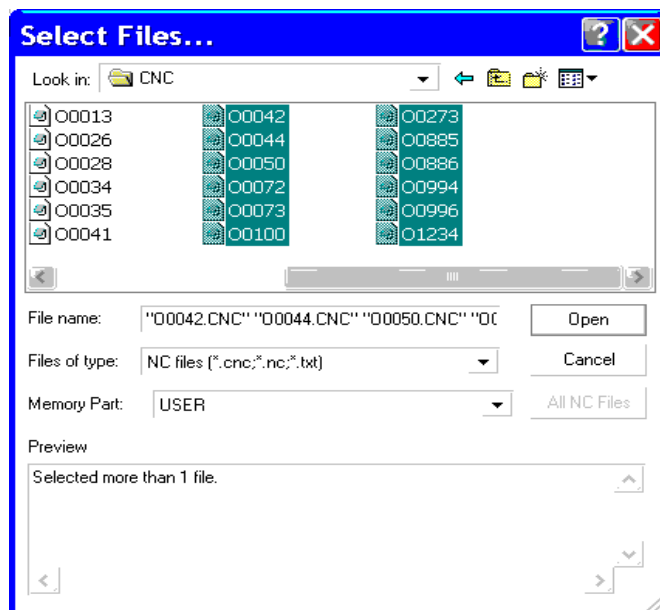 Select Files...
Look in: CNC
O0013 O0042 O0273
O0026 O0044 O0885
O0028 O0050 O0886
O0034 O0072 O0994
O0035 O0073 O0996
O0041 O0100 O1234
File name: "O0042.CNC" "O0044.CNC" "O0050.CNC" "O( Open
Files of type: NC files (*.cnc;*.nc;*.txt) Cancel
Memory Part: USER All NC Files
Preview
Selected more than 1 file.